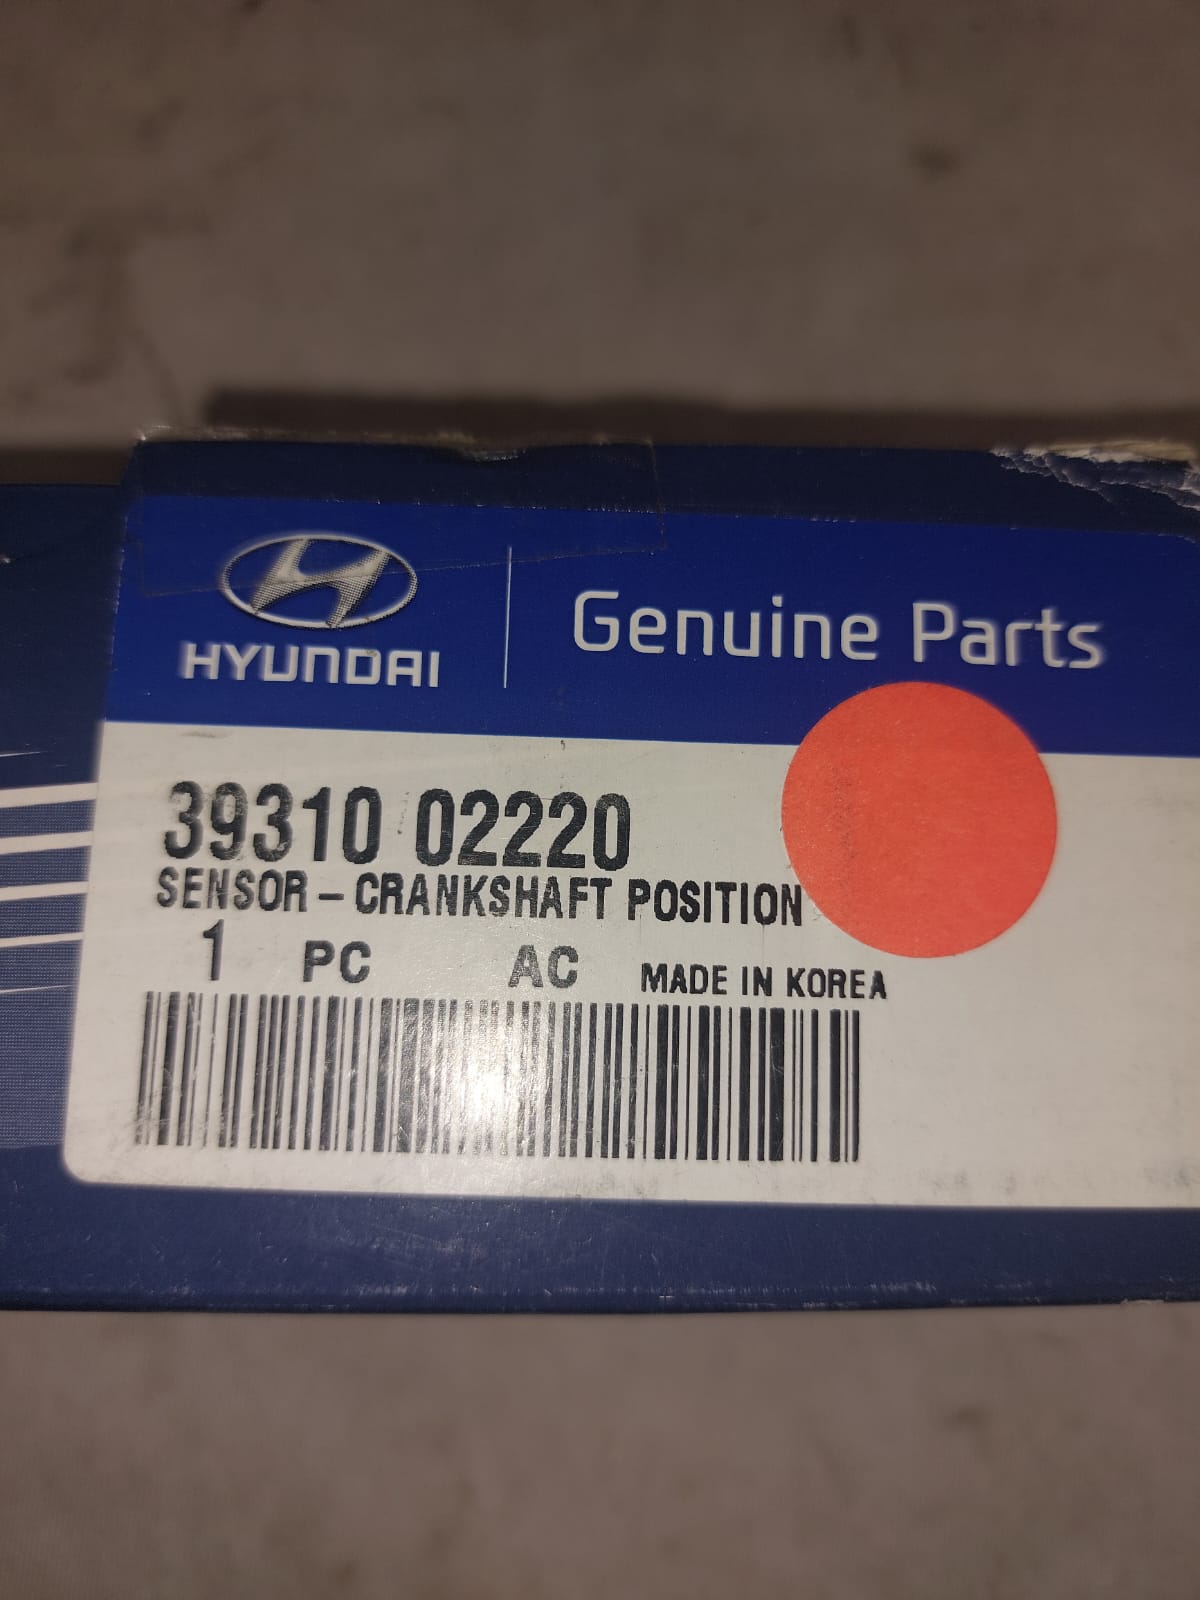 HYUNDAI
Genuine Parts
39310 02220
SENSOR-CRANKSHAFT POSITION
1 PC AC MADE IN KOREA